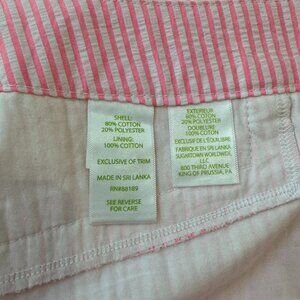 SHELL:
80% COTTON
20% POLYESTER
LINING:
100% COTTON
EXCLUSIVE OF TRIM
MADE IN SRI LANKA
RN#88189
SEE REVERSE
FOR CARE
EXTERIEUR
80% COTON
20% POLYESTER
DOUBLURE
100% COTON
EXCLUSIF DE L'ÉQUILIBRE
FABRIQUE EN SRI LANKA
SUGARTOWN WORLDWIDE,
LLC
800 THIRD AVENUE
KING OF PRUSSIA, PA